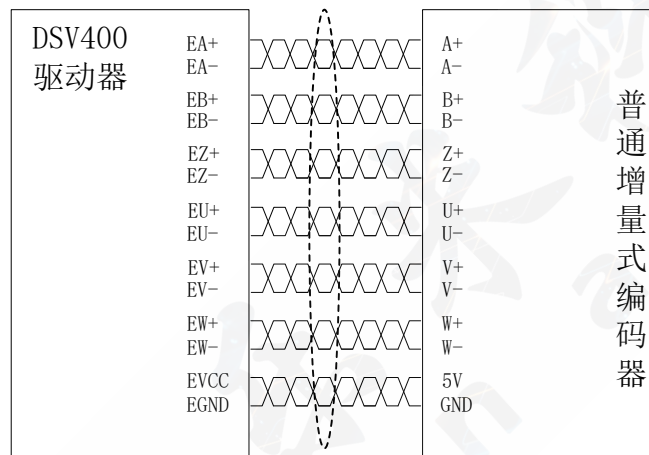 DSV400
驱动器
EA+
EA-
EB+
EB-
EZ+
EZ-
EU+
EU-
EV+
EV-
EW+
EW-
EVCC
EGND
A+
A-
B+
B-
Z+
Z-
U+
U-
V+
V-
W+
W-
5V
GND
普通增量式编码器